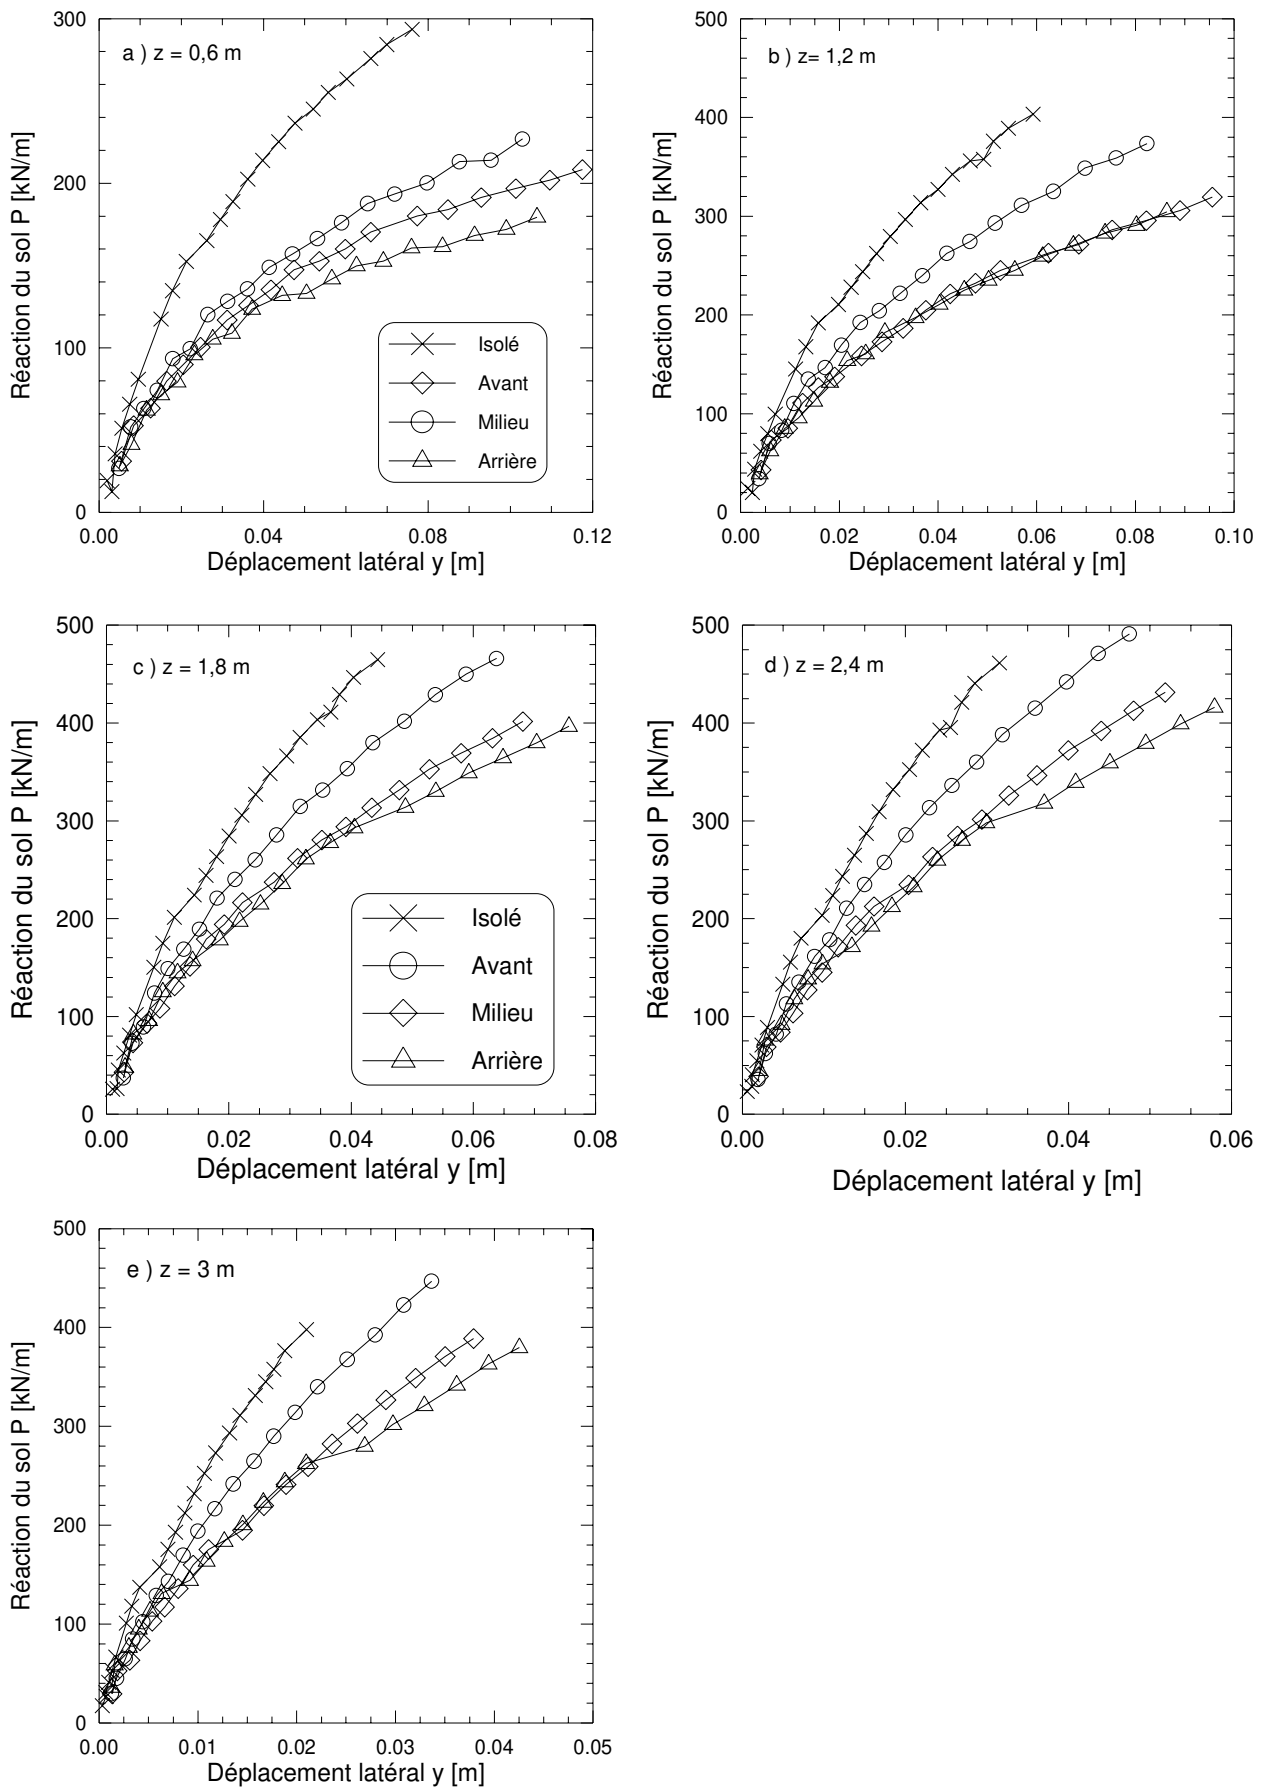 a ) z = 0,6 m
Réaction du sol P [kN/m]
300
200
100
0
Isolé
Avant
Milieu
Arrière
0.00 0.04 0.08 0.12
Déplacement latéral y [m]
b ) z= 1,2 m
Réaction du sol P [kN/m]
500
400
300
200
100
0
0.00 0.02 0.04 0.06 0.08 0.10
Déplacement latéral y [m]
c ) z = 1,8 m
Réaction du sol P [kN/m]
500
400
300
200
100
0
Isolé
Avant
Milieu
Arrière
0.00 0.02 0.04 0.06 0.08
Déplacement latéral y [m]
d ) z = 2,4 m
Réaction du sol P [kN/m]
500
400
300
200
100
0
0.00 0.02 0.04 0.06
Déplacement latéral y [m]
e ) z = 3 m
Réaction du sol P [kN/m]
500
400
300
200
100
0
0.00 0.01 0.02 0.03 0.04 0.05
Déplacement latéral y [m]